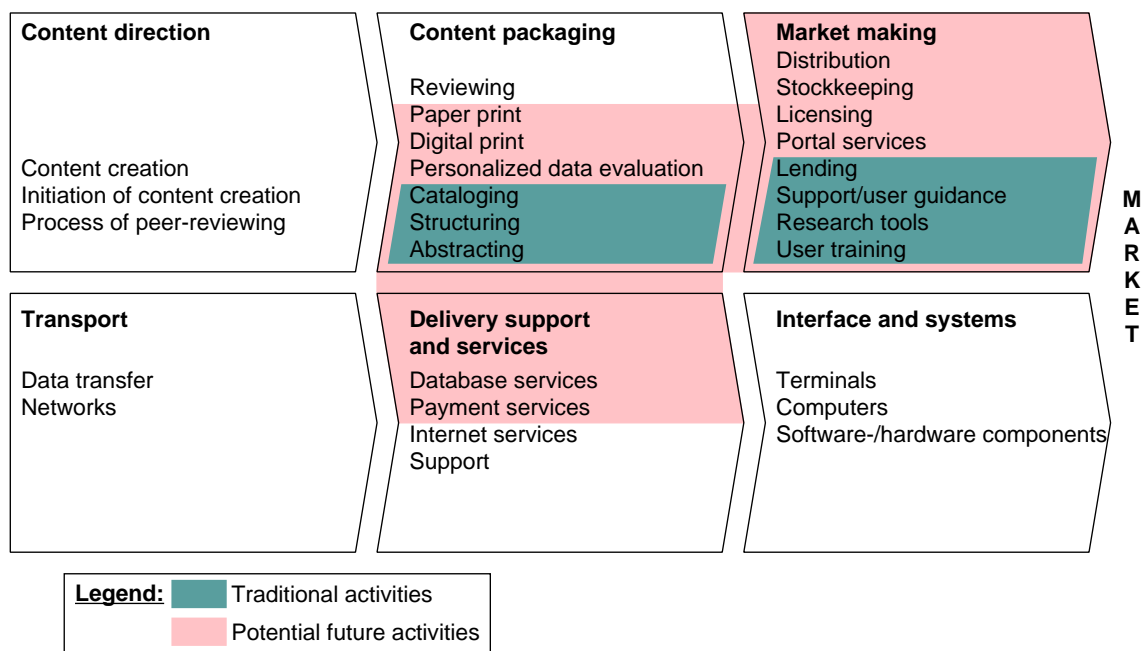 Content direction
Content creation
Initiation of content creation
Process of peer-reviewing
Content packaging
Reviewing
Paper print
Digital print
Personalized data evaluation
Cataloging
Structuring
Abstracting
Market making
Distribution
Stockkeeping
Licensing
Portal services
Lending
Support/user guidance
Research tools
User training
MARKET
Transport
Data transfer
Networks
Delivery support
and services
Database services
Payment services
Internet services
Support
Interface and systems
Terminals
Computers
Software-/hardware components
Legend:
Traditional activities
Potential future activities